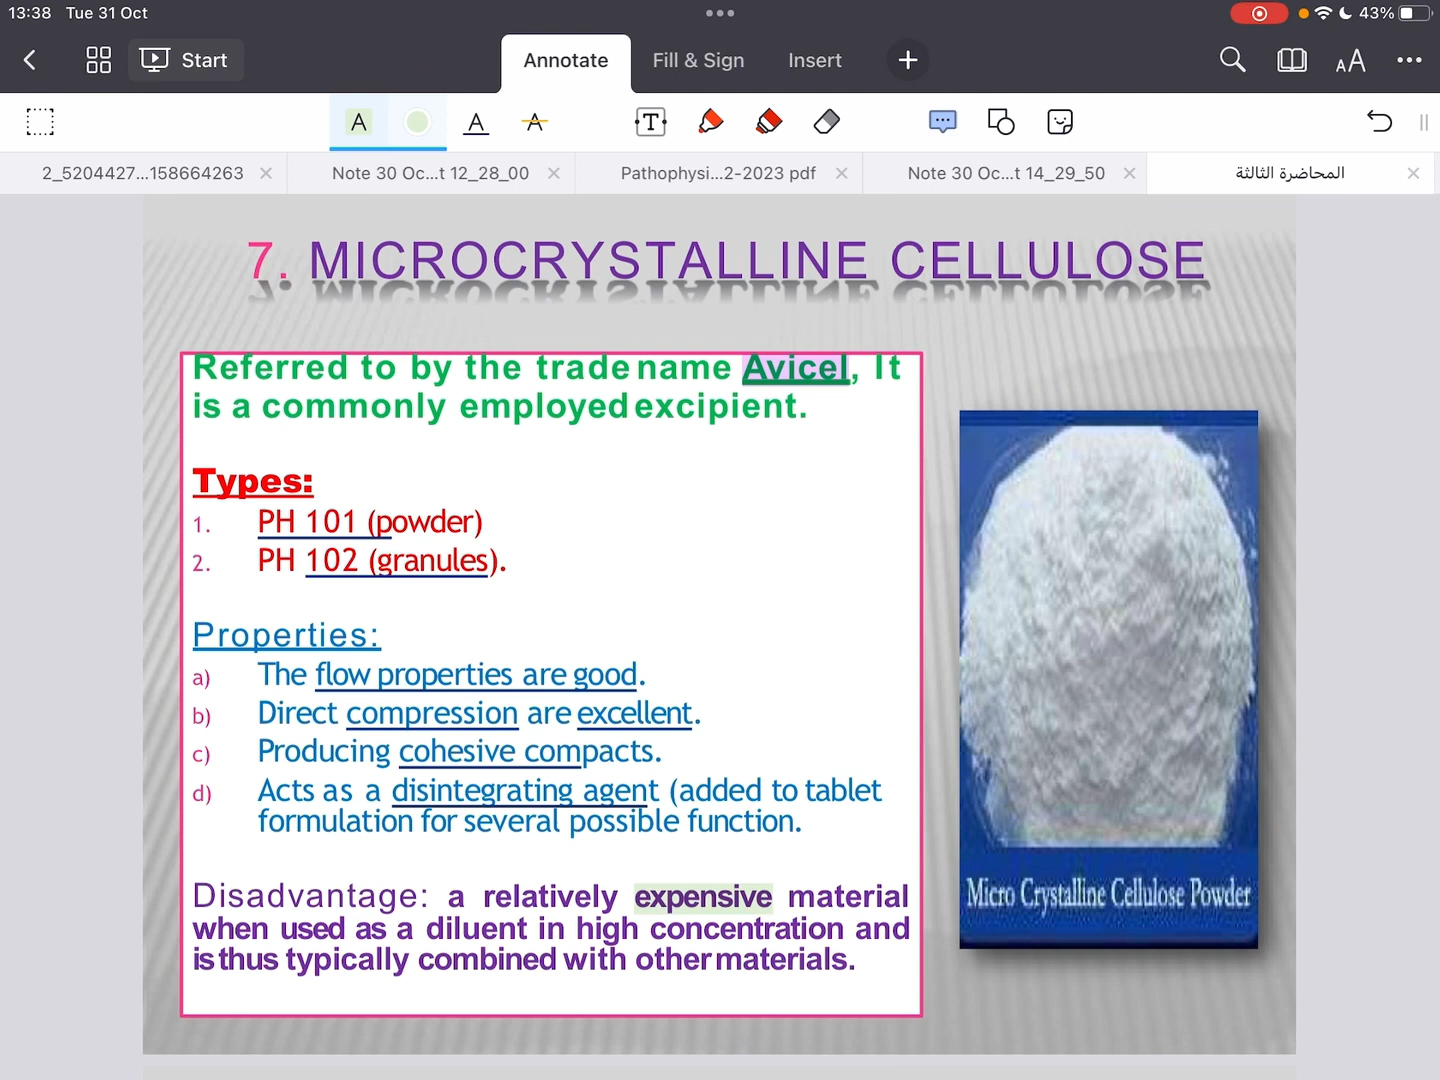 13:38 Tue 31 Oct
43%
Start
Annotate
Fill & Sign
Insert
2_5204427...158664263
Note 30 Oc...t 12_28_00
Pathophysi...2-2023 pdf
Note 30 Oc...t 14_29_50
المحاضرة الثالثة
7. MICROCRYSTALLINE CELLULOSE
Referred to by the trade name Avicel, It
is a commonly employed excipient.
Types:
1. PH 101 (powder)
2. PH 102 (granules).
Properties:
a) The flow properties are good.
b) Direct compression are excellent.
c) Producing cohesive compacts.
d) Acts as a disintegrating agent (added to tablet
formulation for several possible function.
Disadvantage: a relatively expensive material
when used as a diluent in high concentration and
is thus typically combined with other materials.
Micro Crystalline Cellulose Powder